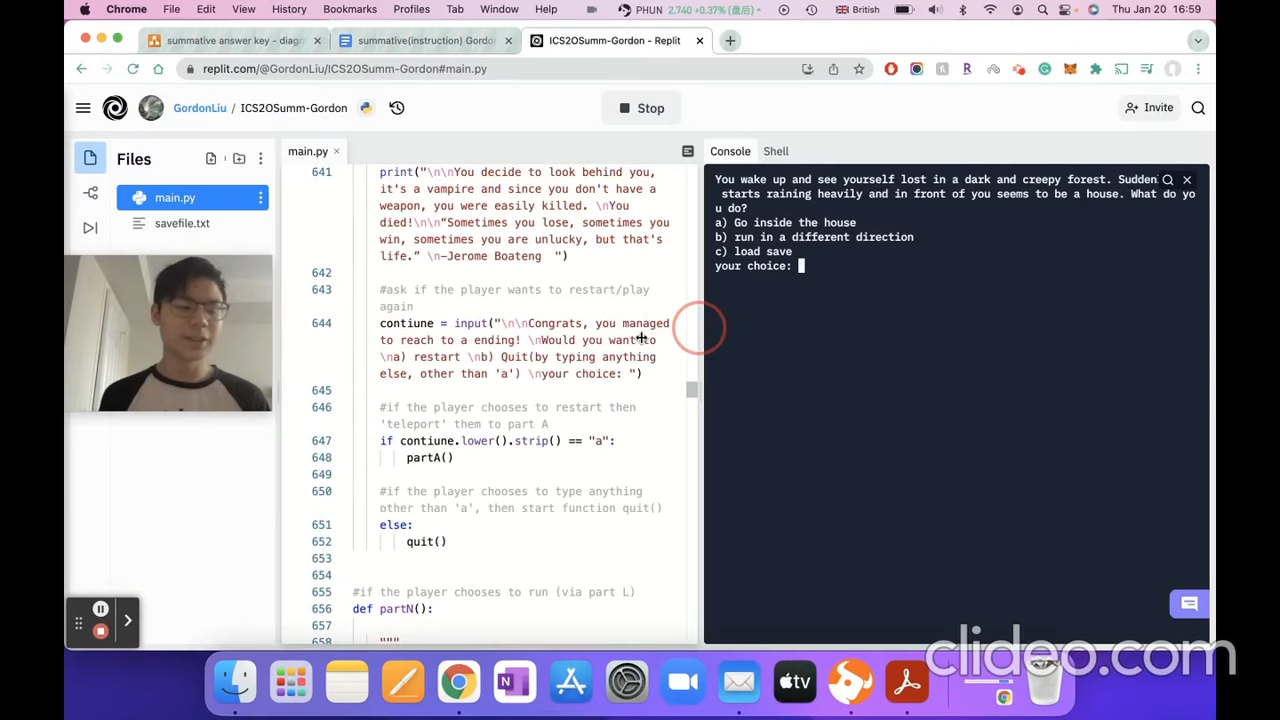 Chrome File Edit View History Bookmarks Profiles Tab Window Help PHUN 2.740 +0.37% (盘后) British Thu Jan 20 16:59
summative answer key - diagra × summative(instruction) Gordo × ICS2OSumm-Gordon - Replit ×
replit.com/@GordonLiu/ICS2OSumm-Gordon#main.py
GordonLiu / ICS2OSumm-Gordon Stop Invite
Files main.py × Console Shell
main.py
savefile.txt
641 print("\n\nYou decide to look behind you,
it's a vampire and since you don't have a
weapon, you were easily killed. \nYou
died!\n\n“Sometimes you lose, sometimes you
win, sometimes you are unlucky, but that's
life.” \n-Jerome Boateng ")
642
643 #ask if the player wants to restart/play
again
644 contiune = input("\n\nCongrats, you managed
to reach to a ending! \nWould you want to
\na) restart \nb) Quit(by typing anything
else, other than 'a') \nyour choice: ")
645
646 #if the player chooses to restart then
'teleport' them to part A
647 if contiune.lower().strip() == "a":
648 partA()
649
650 #if the player chooses to type anything
other than 'a', then start function quit()
651 else:
652 quit()
653
654
655 #if the player chooses to run (via part L)
656 def partN():
657
658 """
You wake up and see yourself lost in a dark and creepy forest. Sudden
starts raining heavily and in front of you seems to be a house. What do yo
u do?
a) Go inside the house
b) run in a different direction
c) load save
your choice:
clideo.com
N
tv